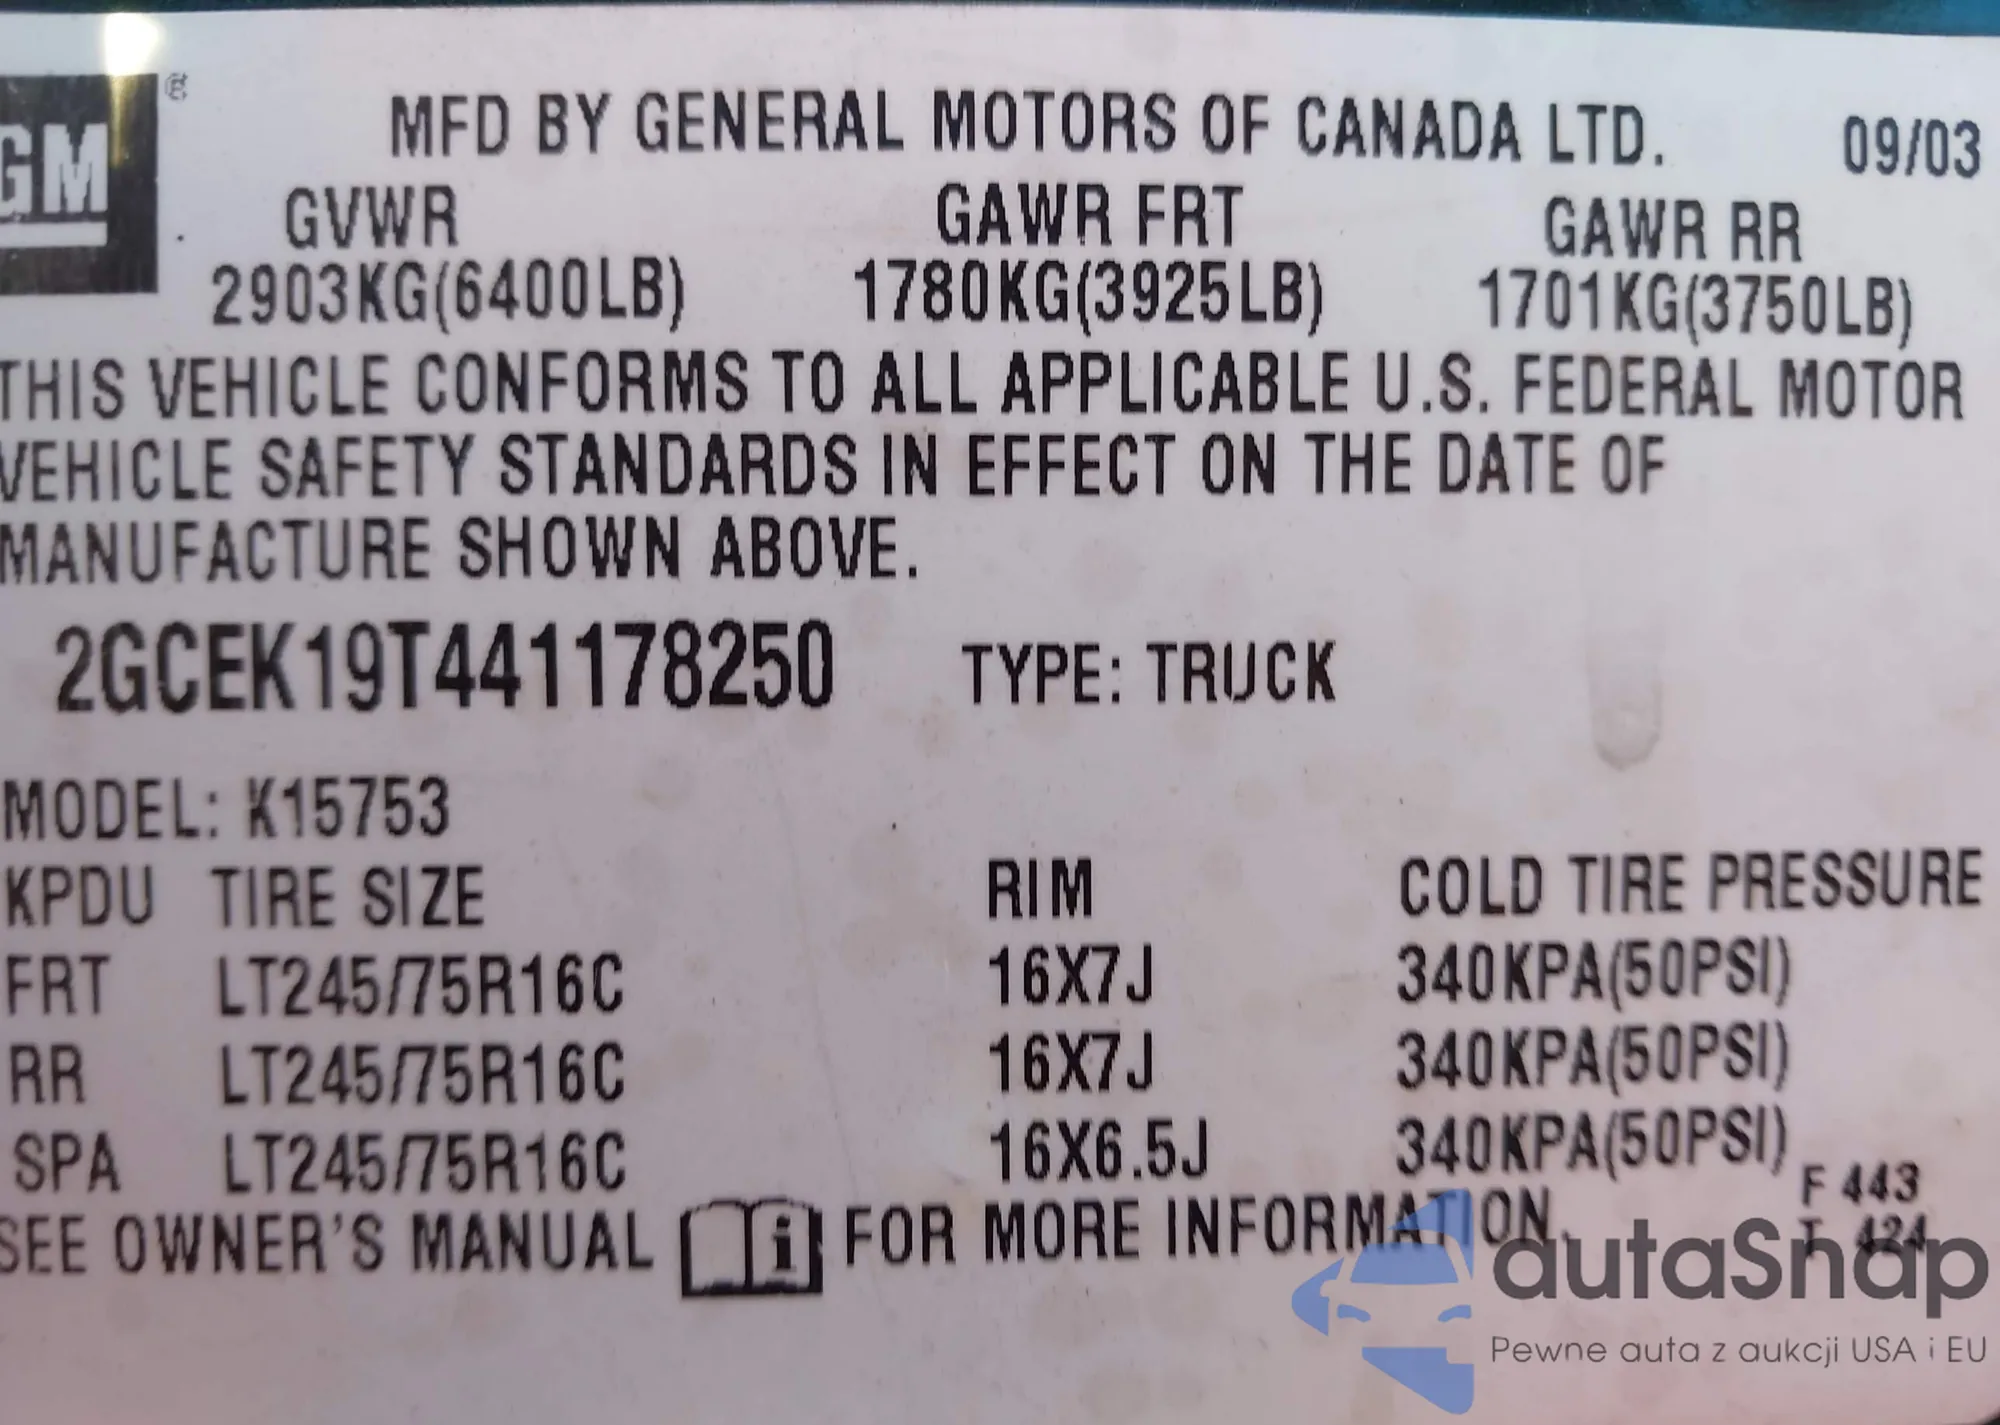 GM ®
MFD BY GENERAL MOTORS OF CANADA LTD. 09/03
GVWR GAWR FRT GAWR RR
2903KG(6400LB) 1780KG(3925LB) 1701KG(3750LB)
THIS VEHICLE CONFORMS TO ALL APPLICABLE U.S. FEDERAL MOTOR
VEHICLE SAFETY STANDARDS IN EFFECT ON THE DATE OF
MANUFACTURE SHOWN ABOVE.
2GCEK19T441178250 TYPE: TRUCK
MODEL: K15753
KPDU TIRE SIZE RIM COLD TIRE PRESSURE
FRT LT245/75R16C 16X7J 340KPA(50PSI)
RR LT245/75R16C 16X7J 340KPA(50PSI)
SPA LT245/75R16C 16X6.5J 340KPA(50PSI)
F 443
SEE OWNER'S MANUAL i FOR MORE INFORMATION.
T 424
autaSnap
Pewne auta z aukcji USA i EU